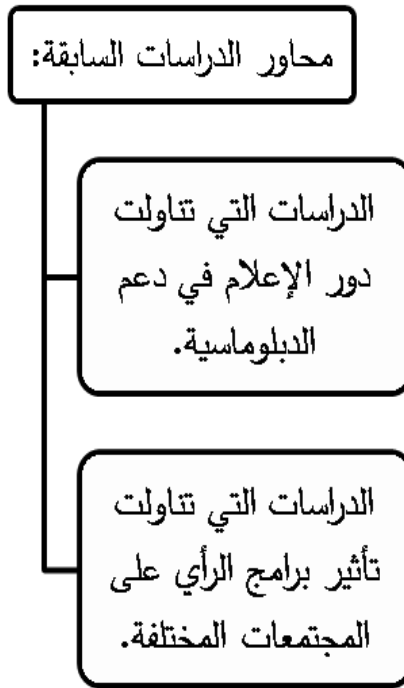 محاور الدراسات السابقة:
الدراسات التي تناولت
دور الإعلام في دعم
الدبلوماسية.
الدراسات التي تناولت
تأثير برامج الرأي على
المجتمعات المختلفة.